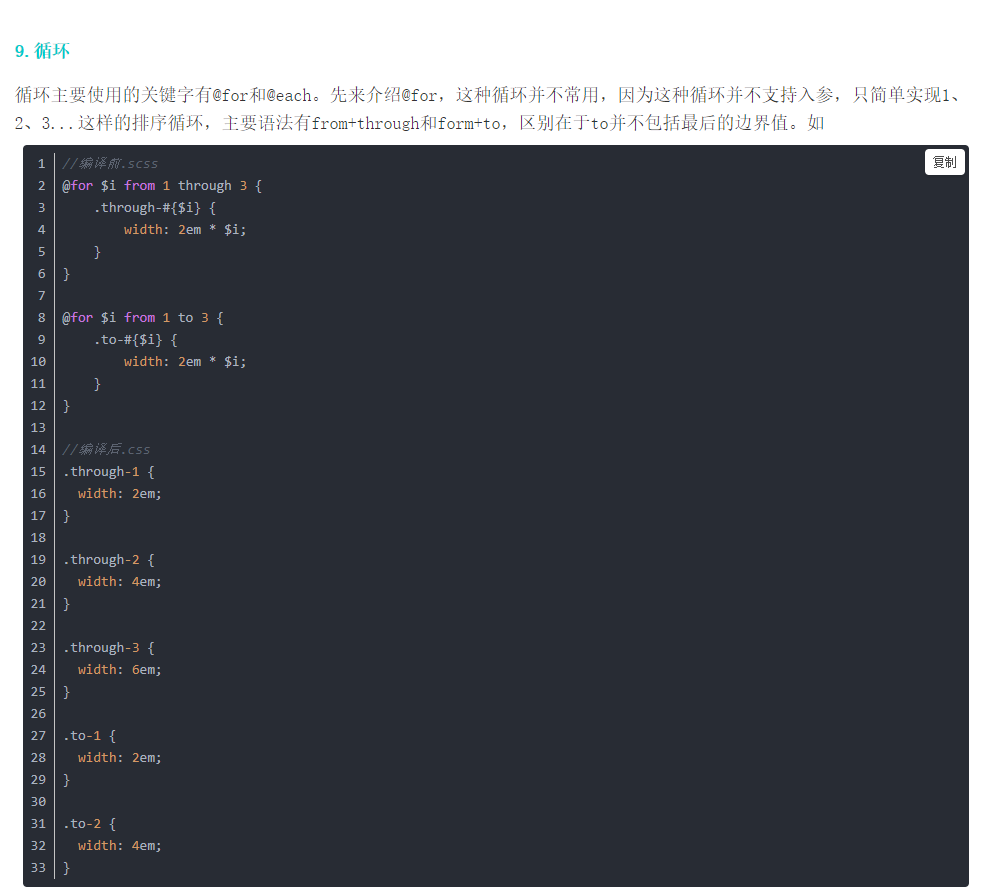 9. 循环
循环主要使用的关键字有@for和@each。先来介绍@for，这种循环并不常用，因为这种循环并不支持入参，只简单实现1、
2、3...这样的排序循环，主要语法有from+through和form+to，区别在于to并不包括最后的边界值。如
复制
1 //编译前.scss
2 @for $i from 1 through 3 {
3     .through-#{$i} {
4         width: 2em * $i;
5     }
6 }
7
8 @for $i from 1 to 3 {
9     .to-#{$i} {
10         width: 2em * $i;
11     }
12 }
13
14 //编译后.css
15 .through-1 {
16   width: 2em;
17 }
18
19 .through-2 {
20   width: 4em;
21 }
22
23 .through-3 {
24   width: 6em;
25 }
26
27 .to-1 {
28   width: 2em;
29 }
30
31 .to-2 {
32   width: 4em;
33 }